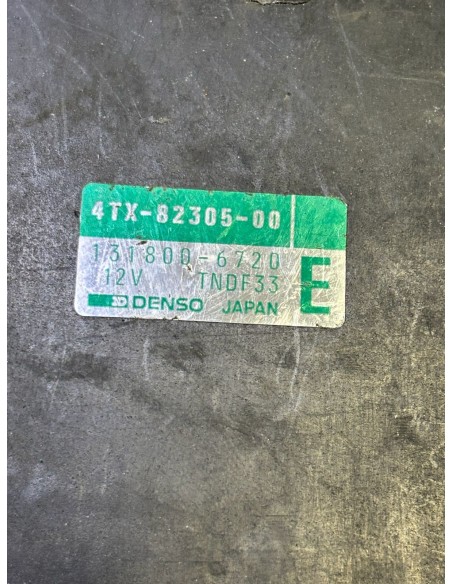 4TX-82305-00
131800-6720
12V TNDF33
DENSO JAPAN
E